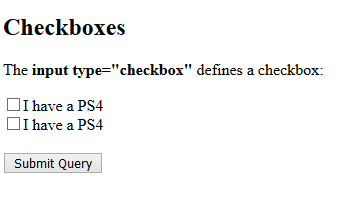 Checkboxes
The input type="checkbox" defines a checkbox:
I have a PS4
I have a PS4
Submit Query